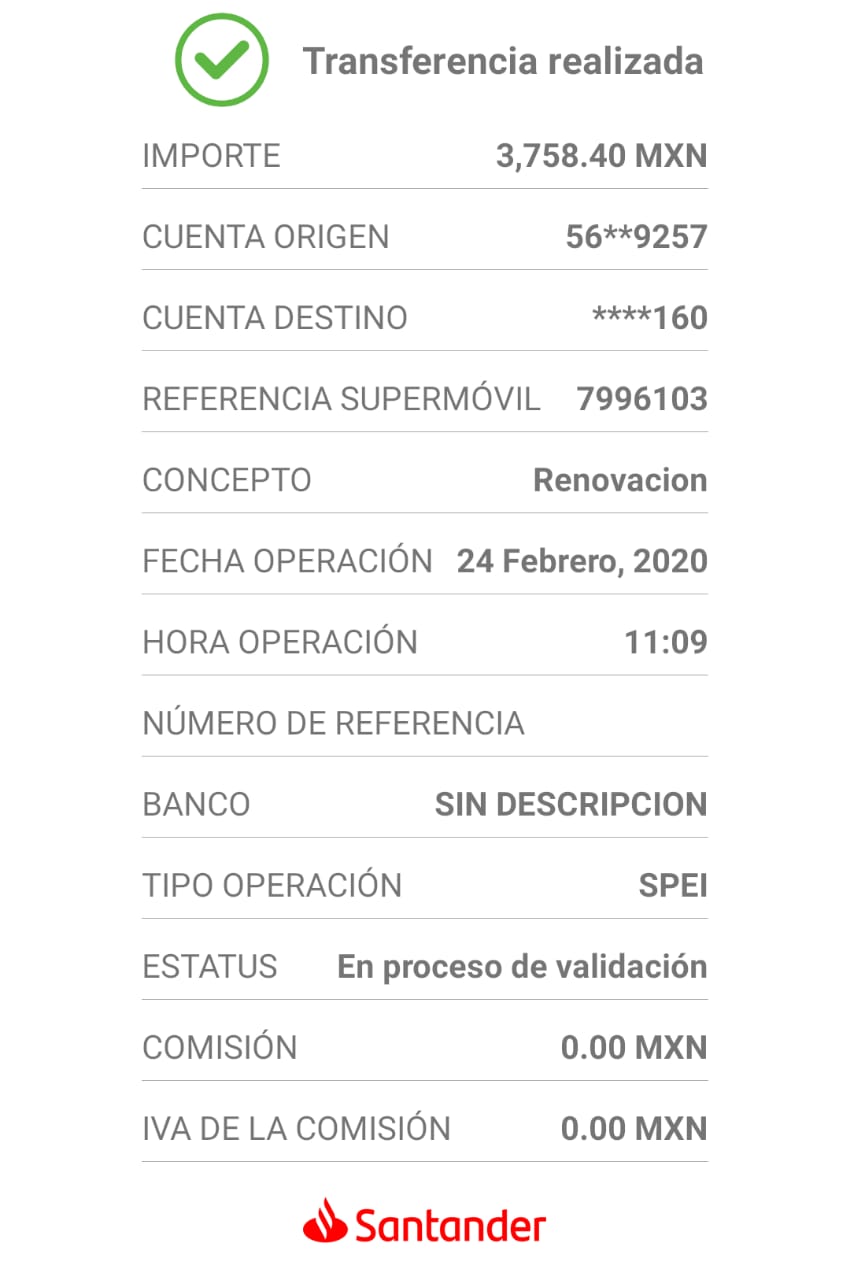 Transferencia realizada
IMPORTE 3,758.40 MXN
CUENTA ORIGEN 56**9257
CUENTA DESTINO ****160
REFERENCIA SUPERMÓVIL 7996103
CONCEPTO Renovacion
FECHA OPERACIÓN 24 Febrero, 2020
HORA OPERACIÓN 11:09
NÚMERO DE REFERENCIA
BANCO SIN DESCRIPCION
TIPO OPERACIÓN SPEI
ESTATUS En proceso de validación
COMISIÓN 0.00 MXN
IVA DE LA COMISIÓN 0.00 MXN
Santander